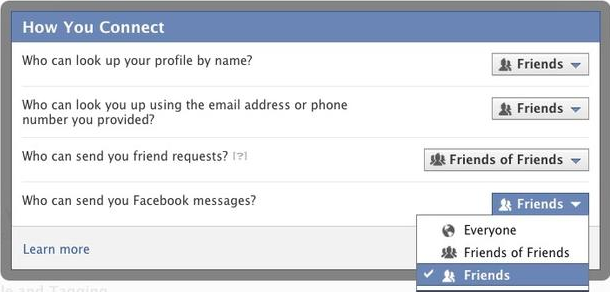 How You Connect
Who can look up your profile by name?
Friends
Who can look you up using the email address or phone
number you provided?
Friends
Who can send you friend requests? [?]
Friends of Friends
Who can send you Facebook messages?
Friends
Everyone
Friends of Friends
Friends
Learn more
and Tagging